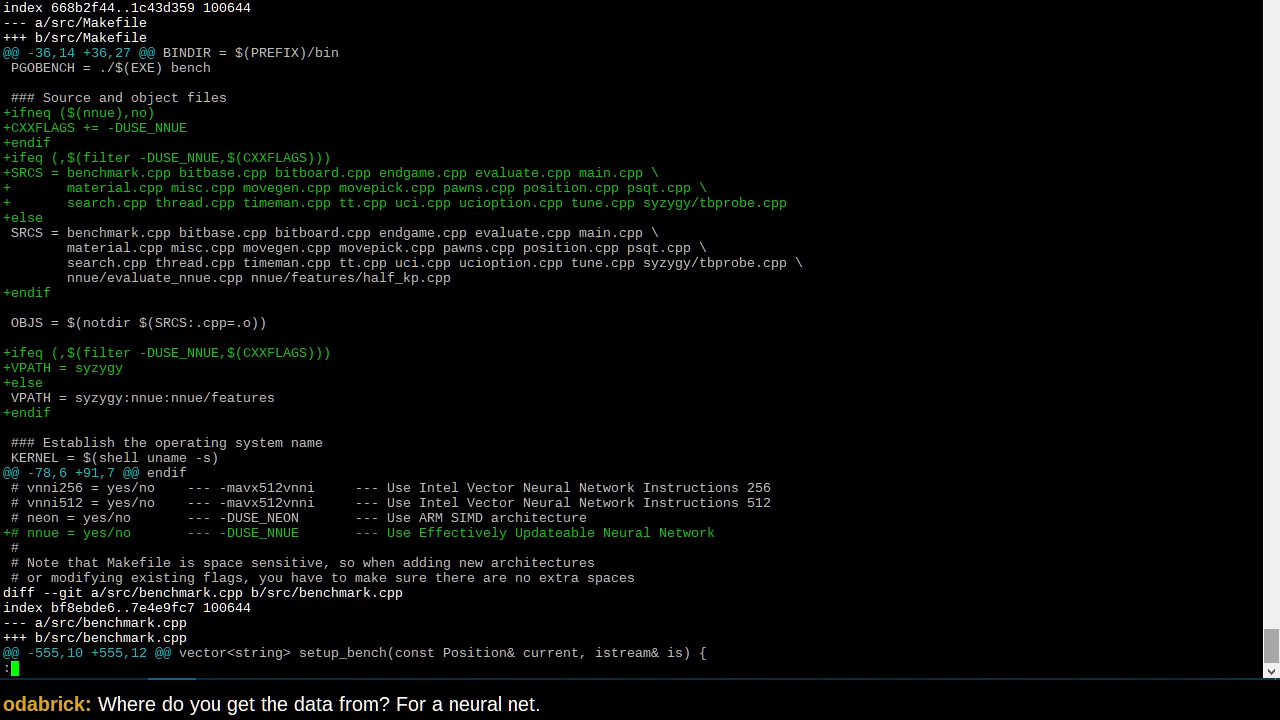 index 668b2f44..1c43d359 100644
--- a/src/Makefile
+++ b/src/Makefile
@@ -36,14 +36,27 @@ BINDIR = $(PREFIX)/bin
 PGOBENCH = ./$(EXE) bench

 ### Source and object files
+ifneq ($(nnue),no)
+CXXFLAGS += -DUSE_NNUE
+endif
+ifeq (,$(filter -DUSE_NNUE,$(CXXFLAGS)))
+SRCS = benchmark.cpp bitbase.cpp bitboard.cpp endgame.cpp evaluate.cpp main.cpp \
+       material.cpp misc.cpp movegen.cpp movepick.cpp pawns.cpp position.cpp psqt.cpp \
+       search.cpp thread.cpp timeman.cpp tt.cpp uci.cpp ucioption.cpp tune.cpp syzygy/tbprobe.cpp
+else
 SRCS = benchmark.cpp bitbase.cpp bitboard.cpp endgame.cpp evaluate.cpp main.cpp \
        material.cpp misc.cpp movegen.cpp movepick.cpp pawns.cpp position.cpp psqt.cpp \
        search.cpp thread.cpp timeman.cpp tt.cpp uci.cpp ucioption.cpp tune.cpp syzygy/tbprobe.cpp \
        nnue/evaluate_nnue.cpp nnue/features/half_kp.cpp
+endif

 OBJS = $(notdir $(SRCS:.cpp=.o))

+ifeq (,$(filter -DUSE_NNUE,$(CXXFLAGS)))
+VPATH = syzygy
+else
 VPATH = syzygy:nnue:nnue/features
+endif

 ### Establish the operating system name
 KERNEL = $(shell uname -s)
@@ -78,6 +91,7 @@ endif
 # vnni256 = yes/no    --- -mavx512vnni     --- Use Intel Vector Neural Network Instructions 256
 # vnni512 = yes/no    --- -mavx512vnni     --- Use Intel Vector Neural Network Instructions 512
 # neon = yes/no       --- -DUSE_NEON       --- Use ARM SIMD architecture
+# nnue = yes/no       --- -DUSE_NNUE       --- Use Effectively Updateable Neural Network
 #
 # Note that Makefile is space sensitive, so when adding new architectures
 # or modifying existing flags, you have to make sure there are no extra spaces
diff --git a/src/benchmark.cpp b/src/benchmark.cpp
index bf8ebde6..7e4e9fc7 100644
--- a/src/benchmark.cpp
+++ b/src/benchmark.cpp
@@ -555,10 +555,12 @@ vector<string> setup_bench(const Position& current, istream& is) {
:
odabrick: Where do you get the data from? For a neural net.